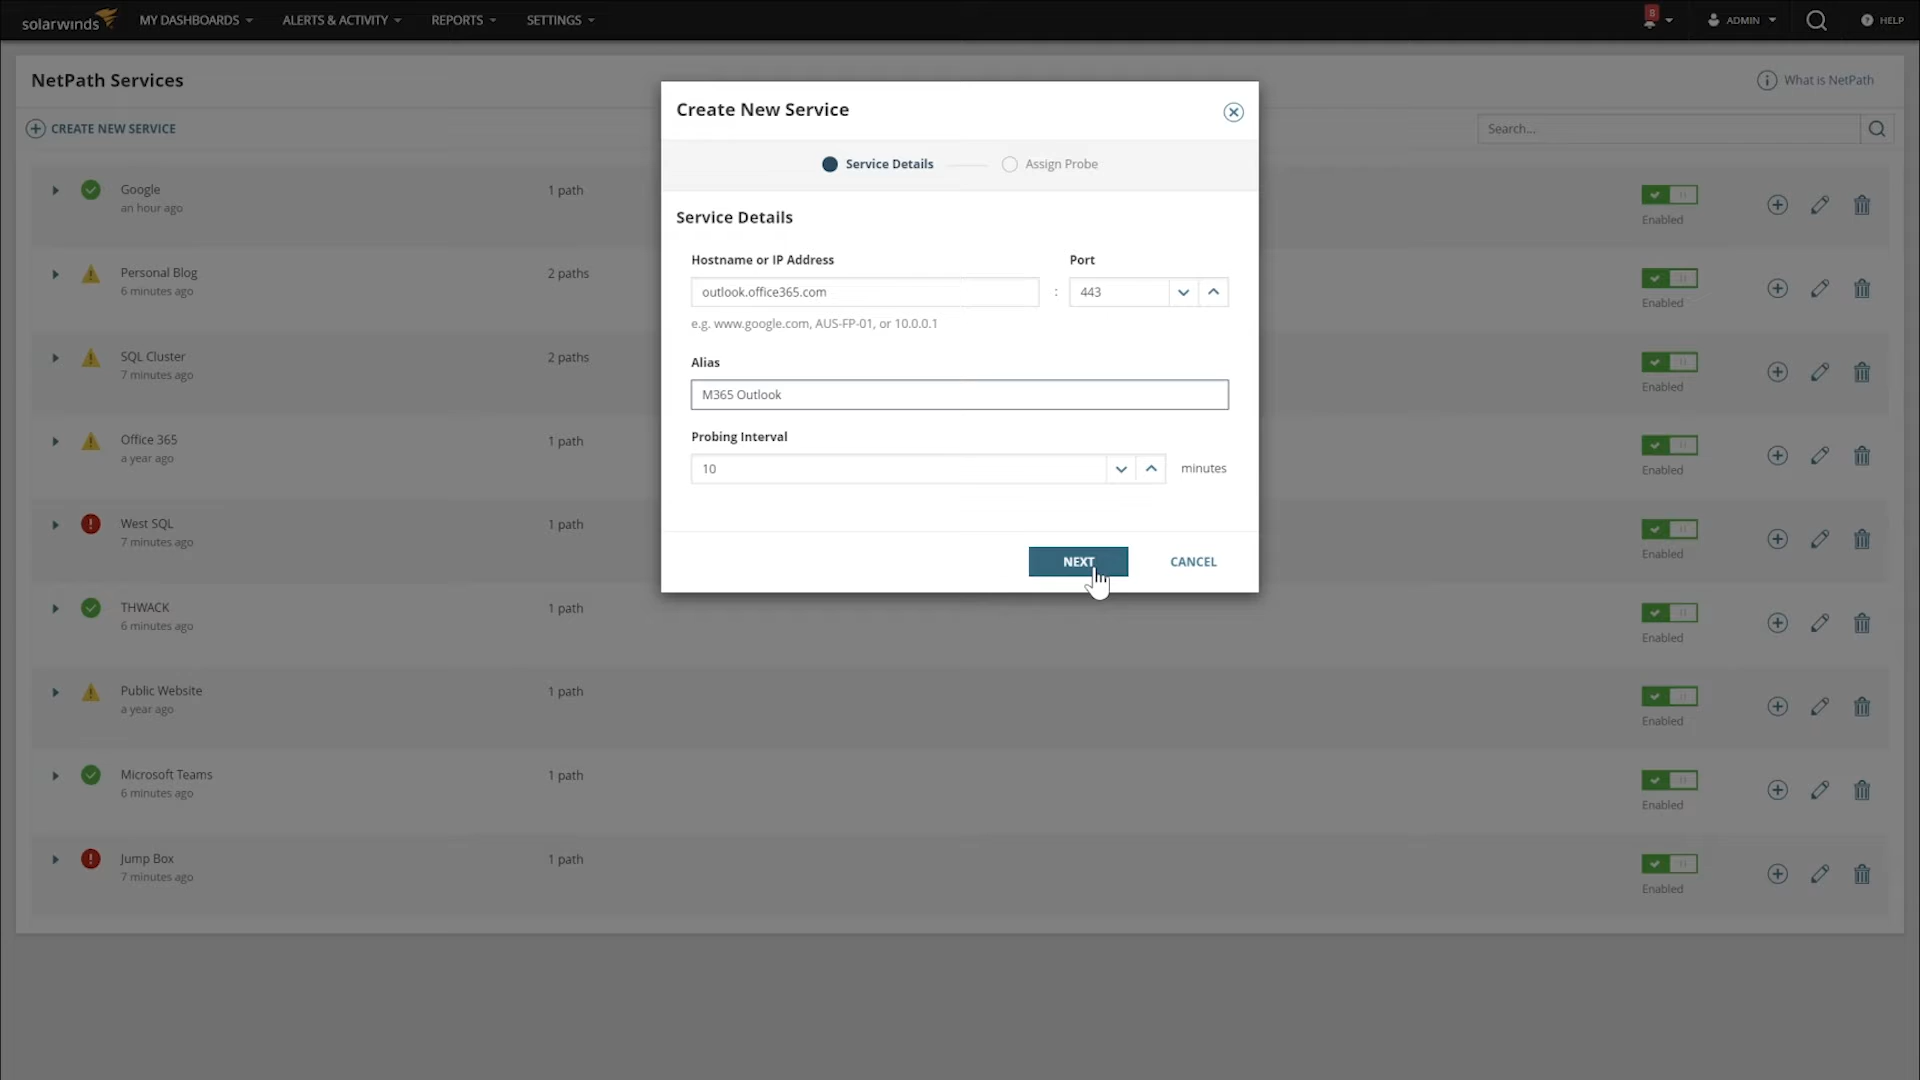 solarwinds MY DASHBOARDS ALERTS & ACTIVITY REPORTS SETTINGS 8 ADMIN HELP
NetPath Services
What is NetPath
CREATE NEW SERVICE
Search...
Create New Service
Service Details Assign Probe
Service Details
Hostname or IP Address Port
outlook.office365.com : 443
e.g. www.google.com, AUS-FP-01, or 10.0.0.1
Alias
M365 Outlook
Probing Interval
10 minutes
NEXT CANCEL
Google 1 path
an hour ago Enabled
Personal Blog 2 paths
6 minutes ago Enabled
SQL Cluster 2 paths
7 minutes ago Enabled
Office 365 1 path
a year ago Enabled
West SQL 1 path
7 minutes ago Enabled
THWACK 1 path
6 minutes ago Enabled
Public Website 1 path
a year ago Enabled
Microsoft Teams 1 path
6 minutes ago Enabled
Jump Box 1 path
7 minutes ago Enabled